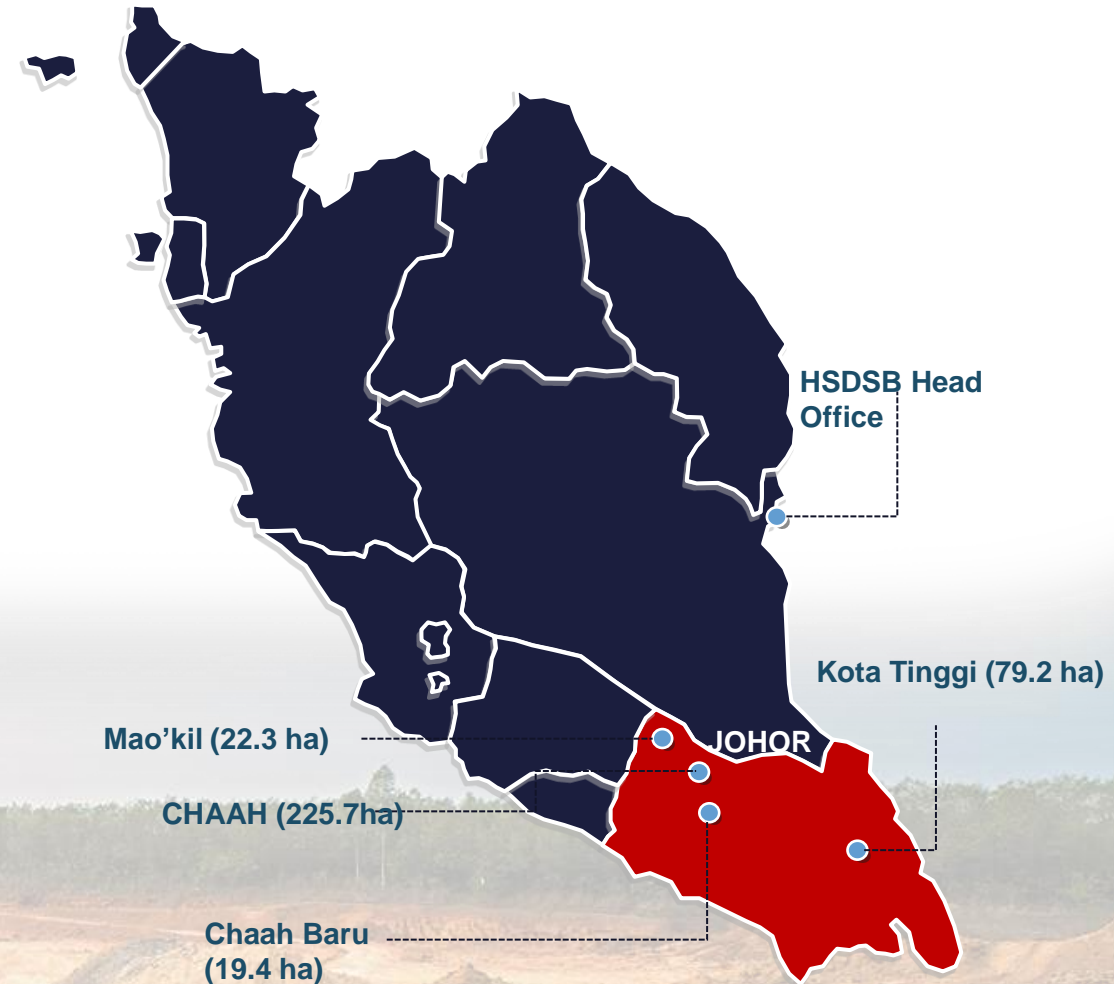 HSDSB Head
Office
Kota Tinggi (79.2 ha)
Mao’kil (22.3 ha)
JOHOR
CHAAH (225.7ha)
Chaah Baru
(19.4 ha)